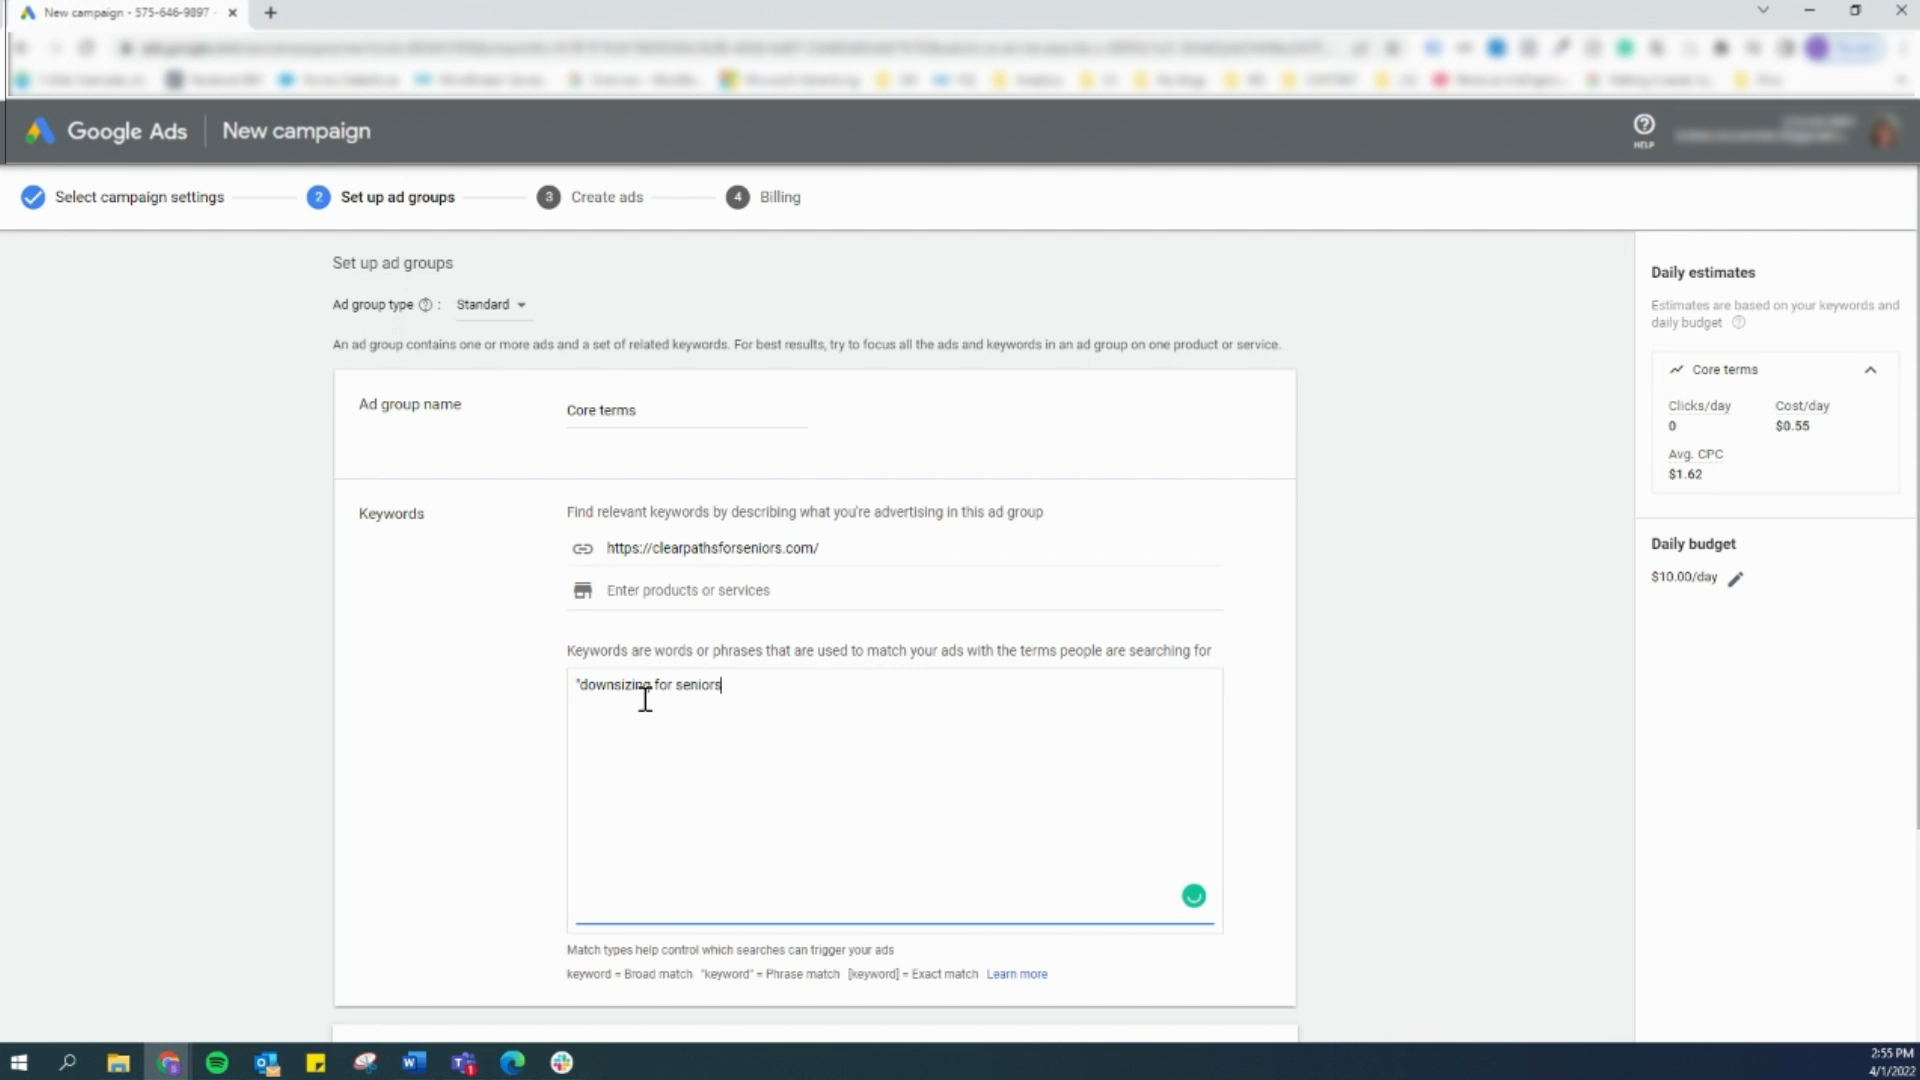 New campaign - 575-646-9897
Google Ads
New campaign
HELP
Select campaign settings
2
Set up ad groups
3
Create ads
4
Billing
Set up ad groups
Ad group type ? :
Standard
An ad group contains one or more ads and a set of related keywords. For best results, try to focus all the ads and keywords in an ad group on one product or service.
Ad group name
Core terms
Keywords
Find relevant keywords by describing what you're advertising in this ad group
https://clearpathsforseniors.com/
Enter products or services
Keywords are words or phrases that are used to match your ads with the terms people are searching for
"downsizing for seniors
Match types help control which searches can trigger your ads
keyword = Broad match "keyword" = Phrase match [keyword] = Exact match Learn more
Daily estimates
Estimates are based on your keywords and
daily budget ?
Core terms
Clicks/day Cost/day
0 $0.55
Avg. CPC
$1.62
Daily budget
$10.00/day
2:55 PM
4/1/2022